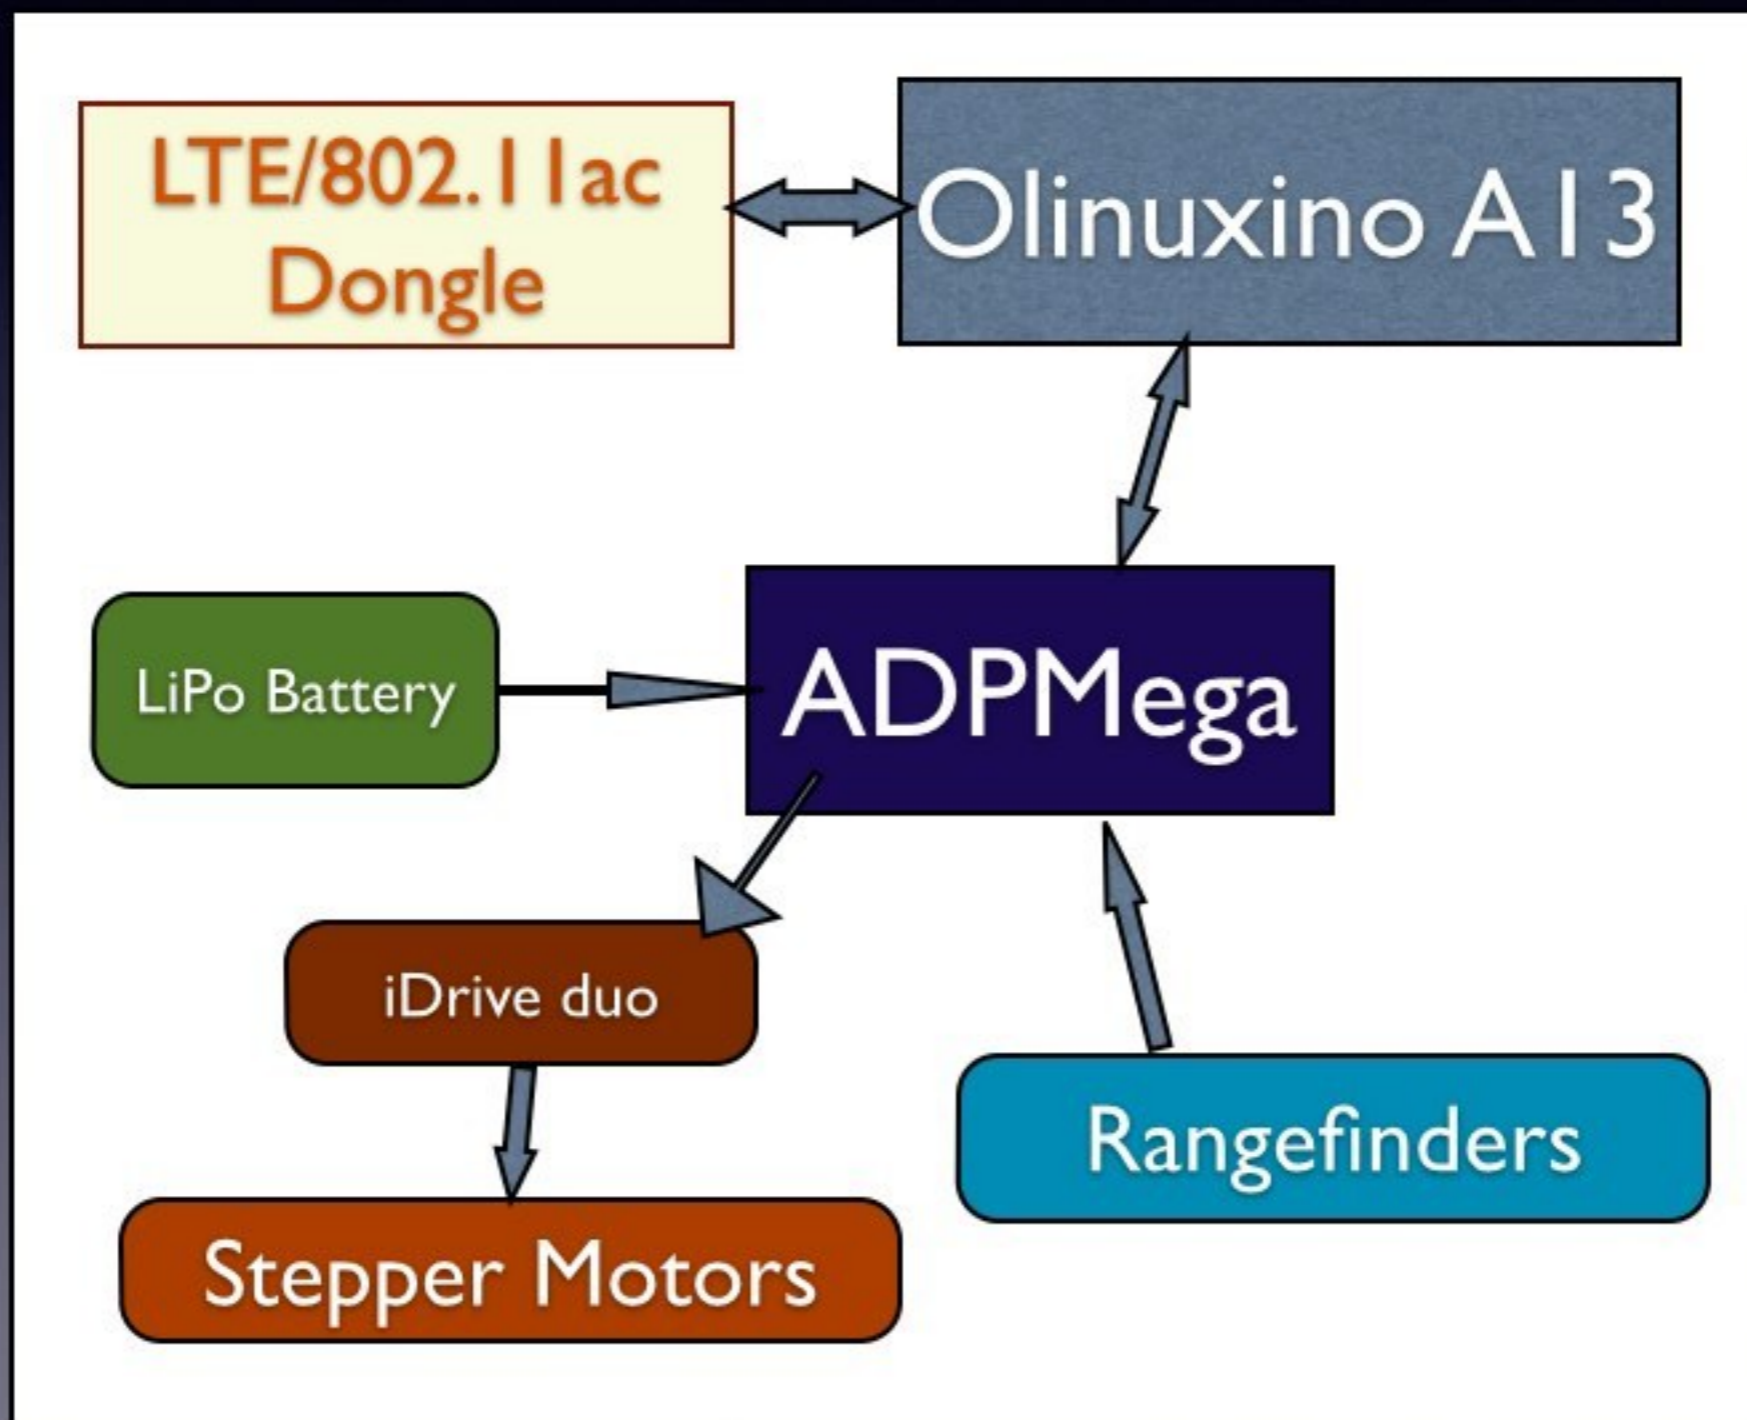 LTE/802.11ac
Dongle
Olinuxino A13
LiPo Battery
ADPMega
iDrive duo
Rangefinders
Stepper Motors